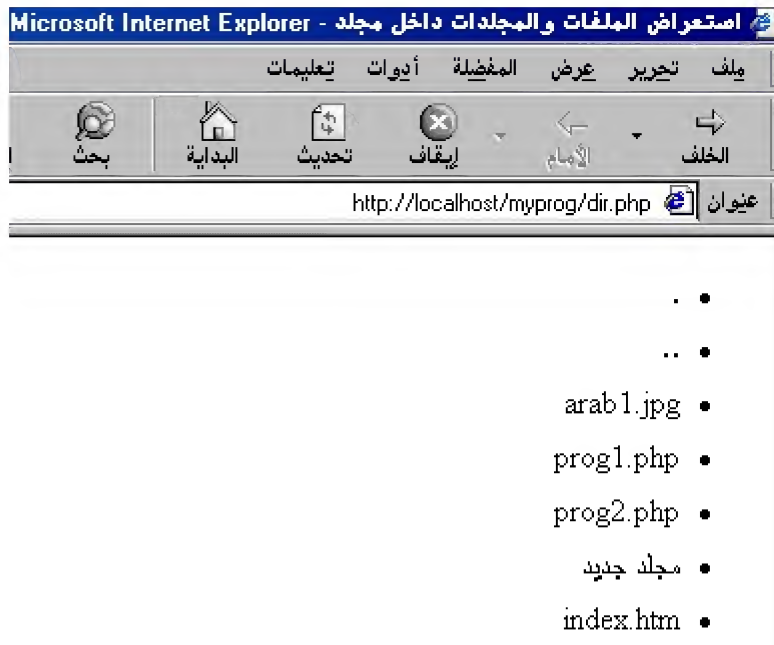 استعراض الملفات والمجلدات داخل مجلد - Microsoft Internet Explorer
ملف تحرير عرض المفضلة أدوات تعليمات
الخلف الأمام إيقاف تحديث البداية بحث
عنوان http://localhost/myprog/dir.php
• .
• ..
• arab1.jpg
• prog1.php
• prog2.php
• مجلد جديد
• index.htm